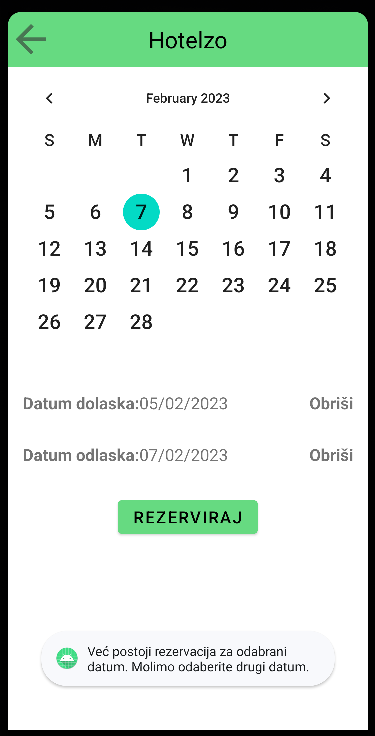 Hotelzo
February 2023
S M T W T F S
1 2 3 4
5 6 7 8 9 10 11
12 13 14 15 16 17 18
19 20 21 22 23 24 25
26 27 28
Datum dolaska:05/02/2023 Obriši
Datum odlaska:07/02/2023 Obriši
REZERVIRAJ
Već postoji rezervacija za odabrani
datum. Molimo odaberite drugi datum.